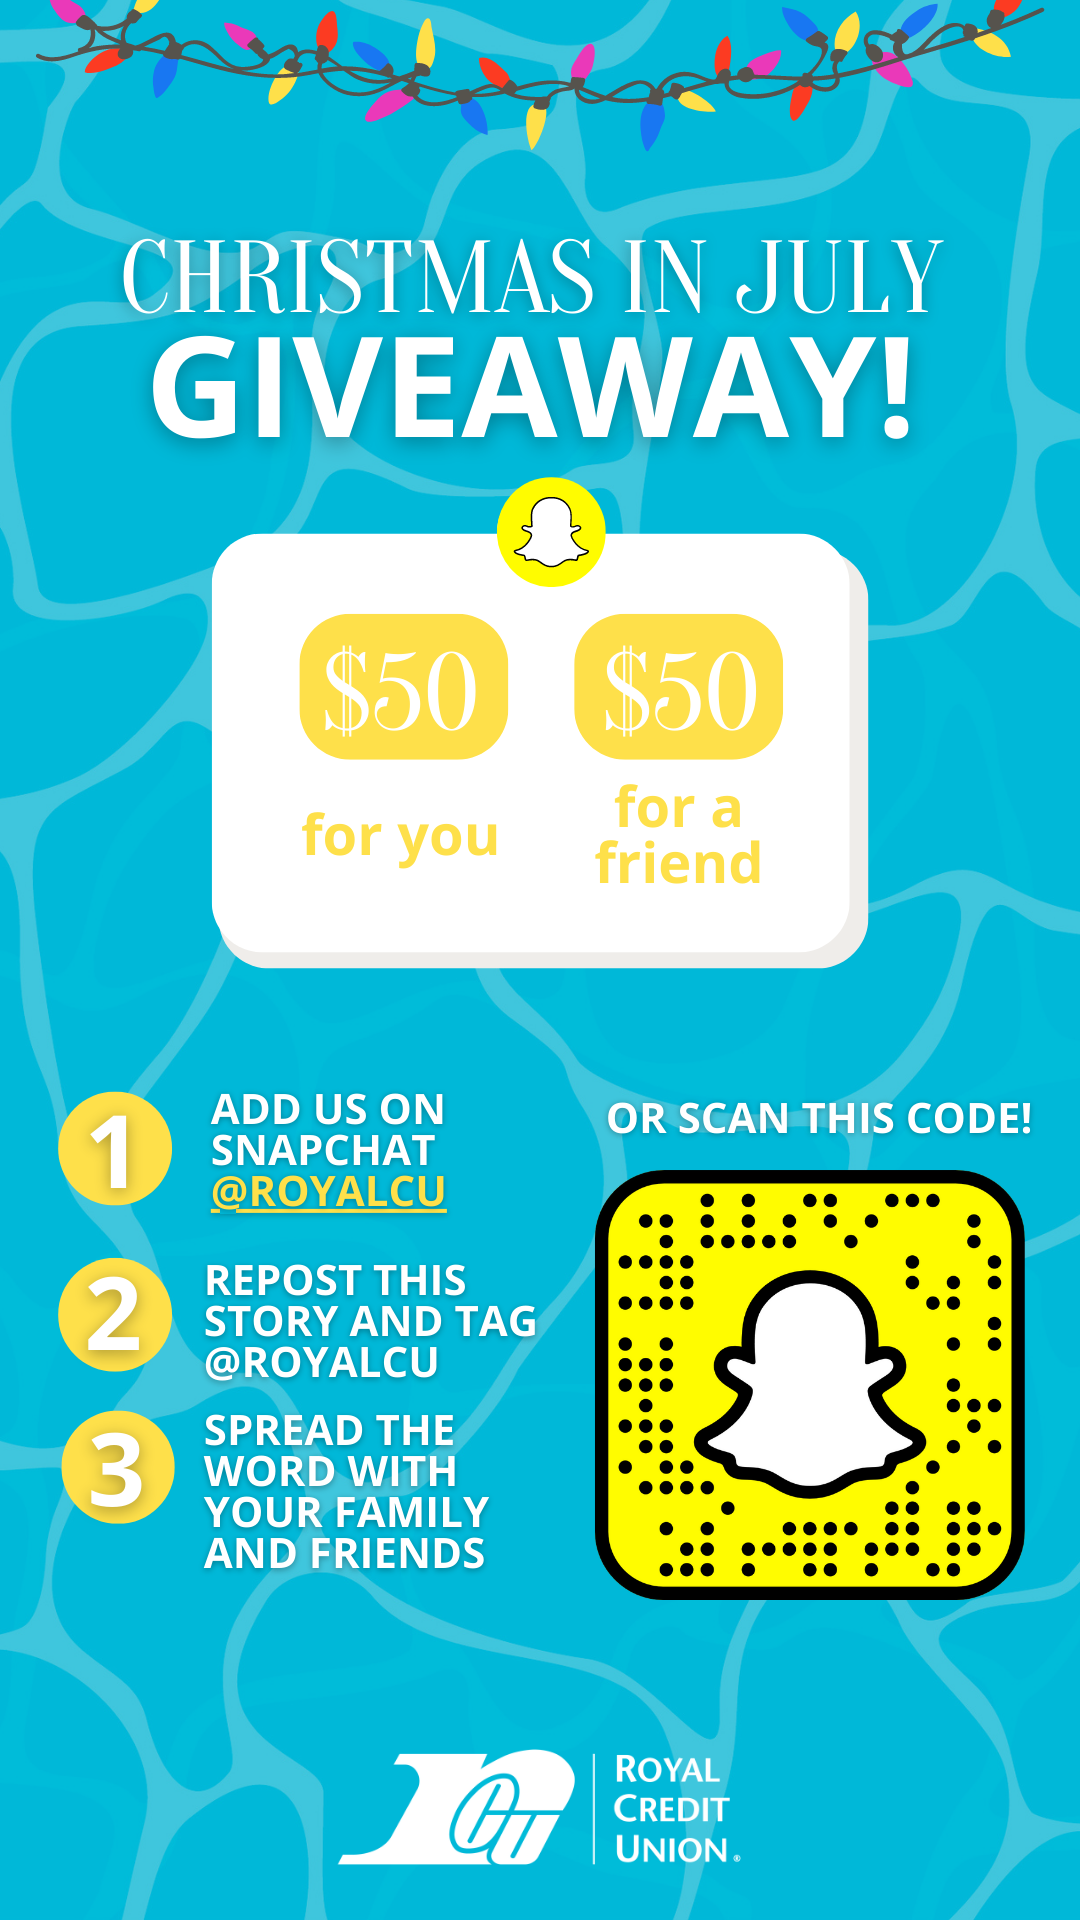 CHRISTMAS IN JULY
GIVEAWAY!
$50
$50
for you
for a
friend
1
ADD US ON
SNAPCHAT
@ROYALCU
2
REPOST THIS
STORY AND TAG
@ROYALCU
3
SPREAD THE
WORD WITH
YOUR FAMILY
AND FRIENDS
OR SCAN THIS CODE!
rcu
ROYAL
CREDIT
UNION®